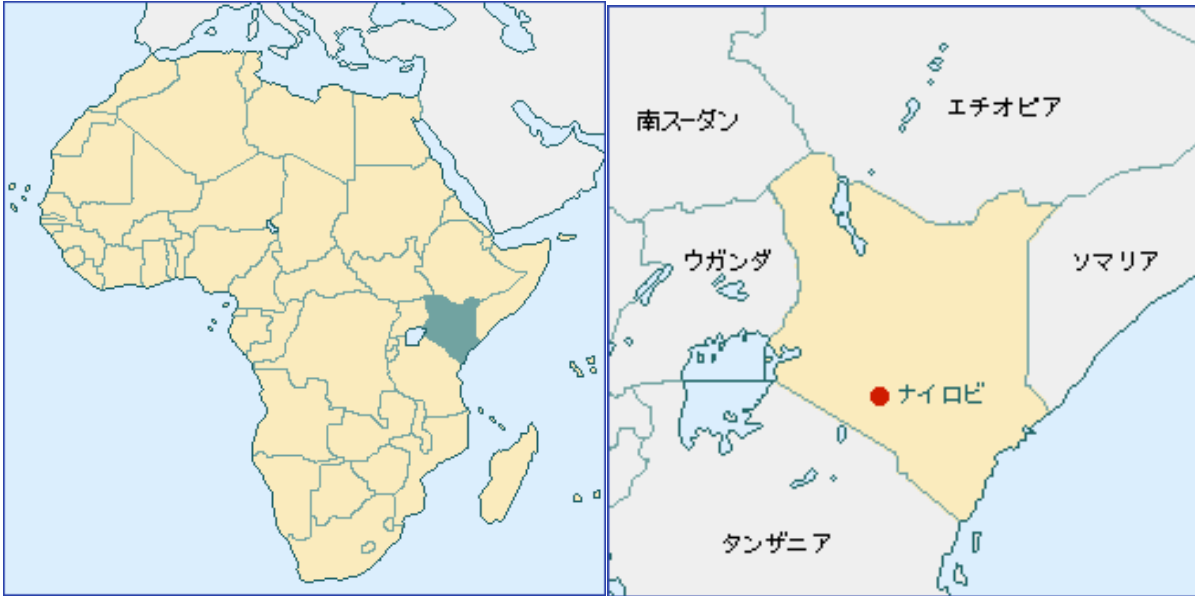 南スーダン
エチオピア
ウガンダ
ソマリア
ナイロビ
タンザニア